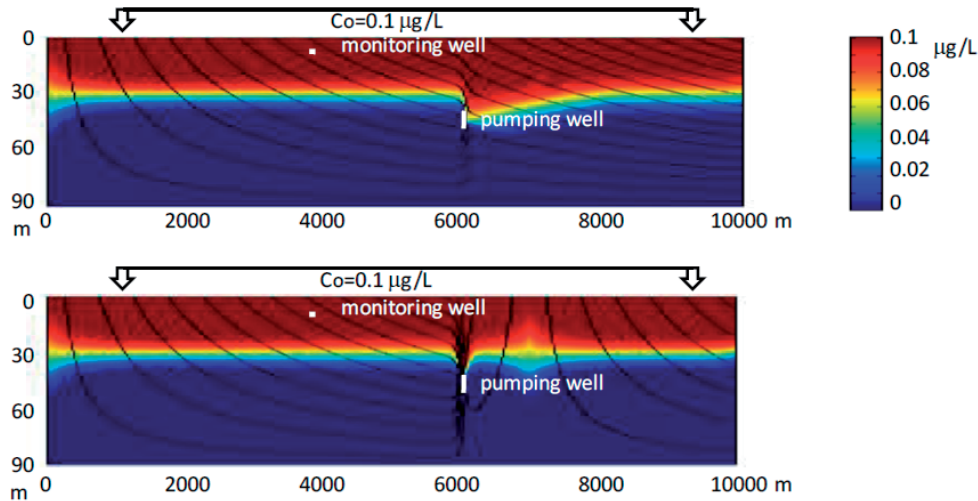 Co=0.1 μg/L
0 monitoring well
30
pumping well
60
90
m
0 2000 4000 6000 8000 10000 m
0.1
μg/L
0.08
0.06
0.04
0.02
0
Co=0.1 μg/L
0 monitoring well
30
pumping well
60
90
m
0 2000 4000 6000 8000 10000 m